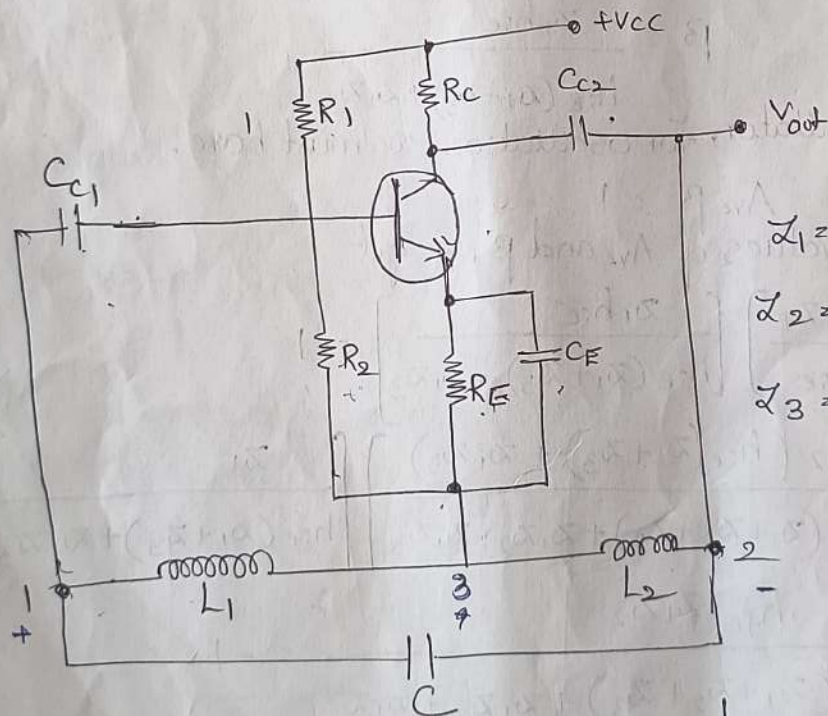 +VCC
Cc2
Rc
R1
Vout
Cc1
Z1=
Z2=
R2
CE
RE
Z3=
1
+
L1
3
+
L2
2
-
C